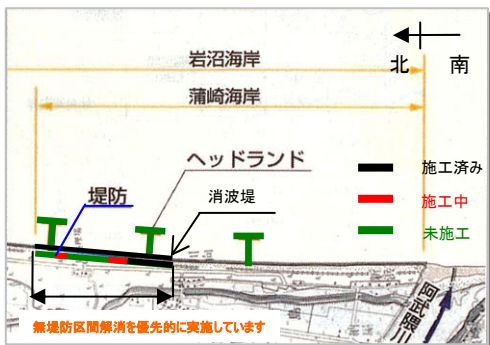 北 南
岩沼海岸
蒲崎海岸
ヘッドランド
施工済み
堤防
消波堤
施工中
未施工
阿武隈川
無堤防区間解消を優先的に実施しています